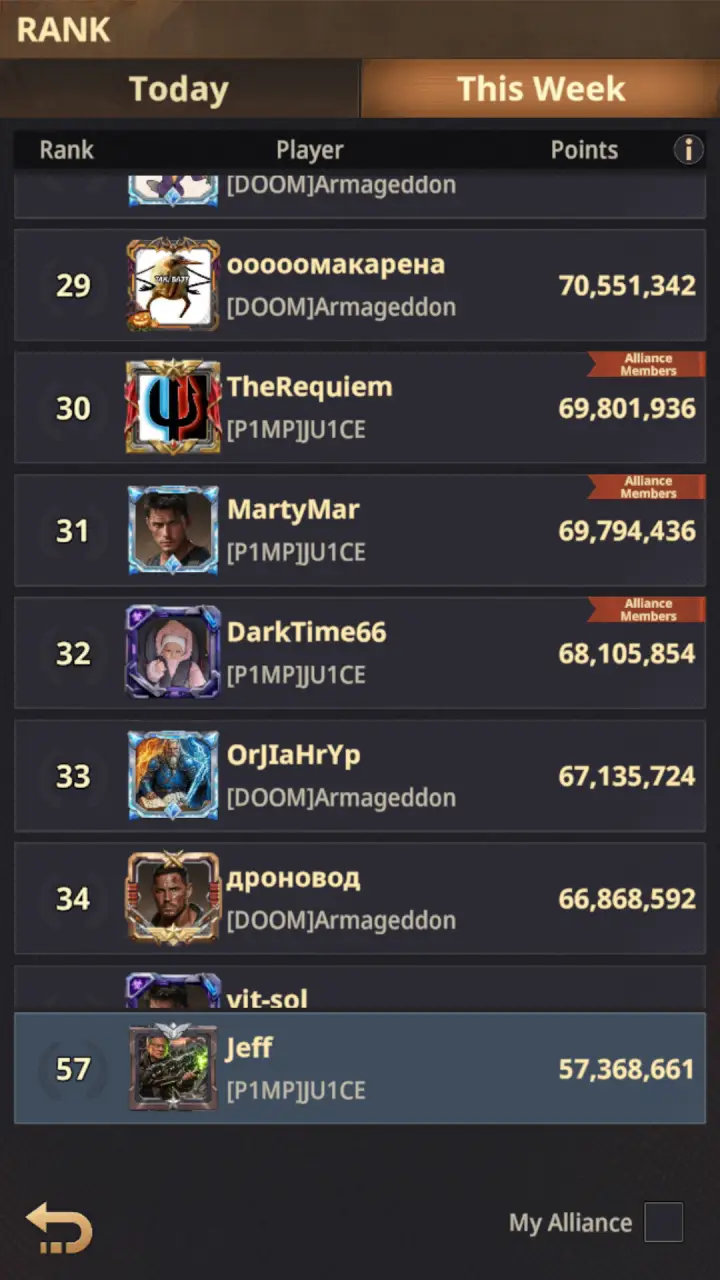 RANK
Today
This Week
Rank
Player
Points
[DOOM]Armageddon
29
ооооомакарена
70,551,342
[DOOM]Armageddon
Alliance
Members
30
TheRequiem
69,801,936
[P1MP]JU1CE
Alliance
Members
31
MartyMar
69,794,436
[P1MP]JU1CE
Alliance
Members
32
DarkTime66
68,105,854
[P1MP]JU1CE
33
OrJIaHrYp
67,135,724
[DOOM]Armageddon
34
дроновод
66,868,592
[DOOM]Armageddon
vit-sol
57
Jeff
57,368,661
[P1MP]JU1CE
My Alliance